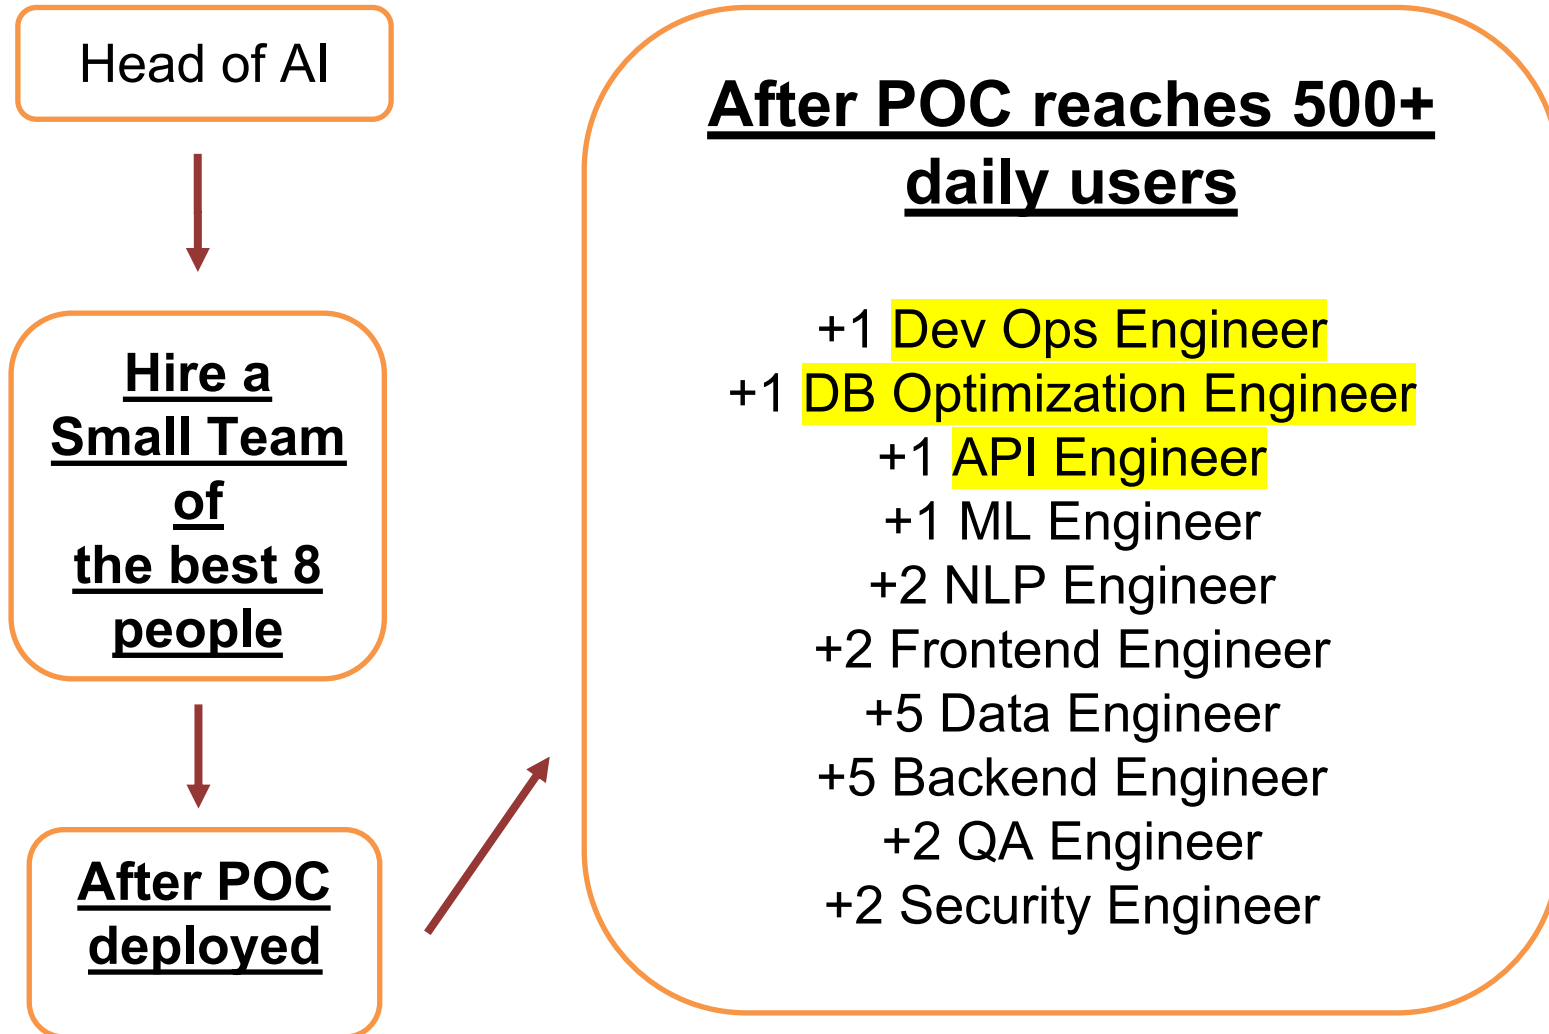 Head of AI
Hire a
Small Team
of
the best 8
people
After POC
deployed
After POC reaches 500+
daily users
+1 Dev Ops Engineer
+1 DB Optimization Engineer
+1 API Engineer
+1 ML Engineer
+2 NLP Engineer
+2 Frontend Engineer
+5 Data Engineer
+5 Backend Engineer
+2 QA Engineer
+2 Security Engineer